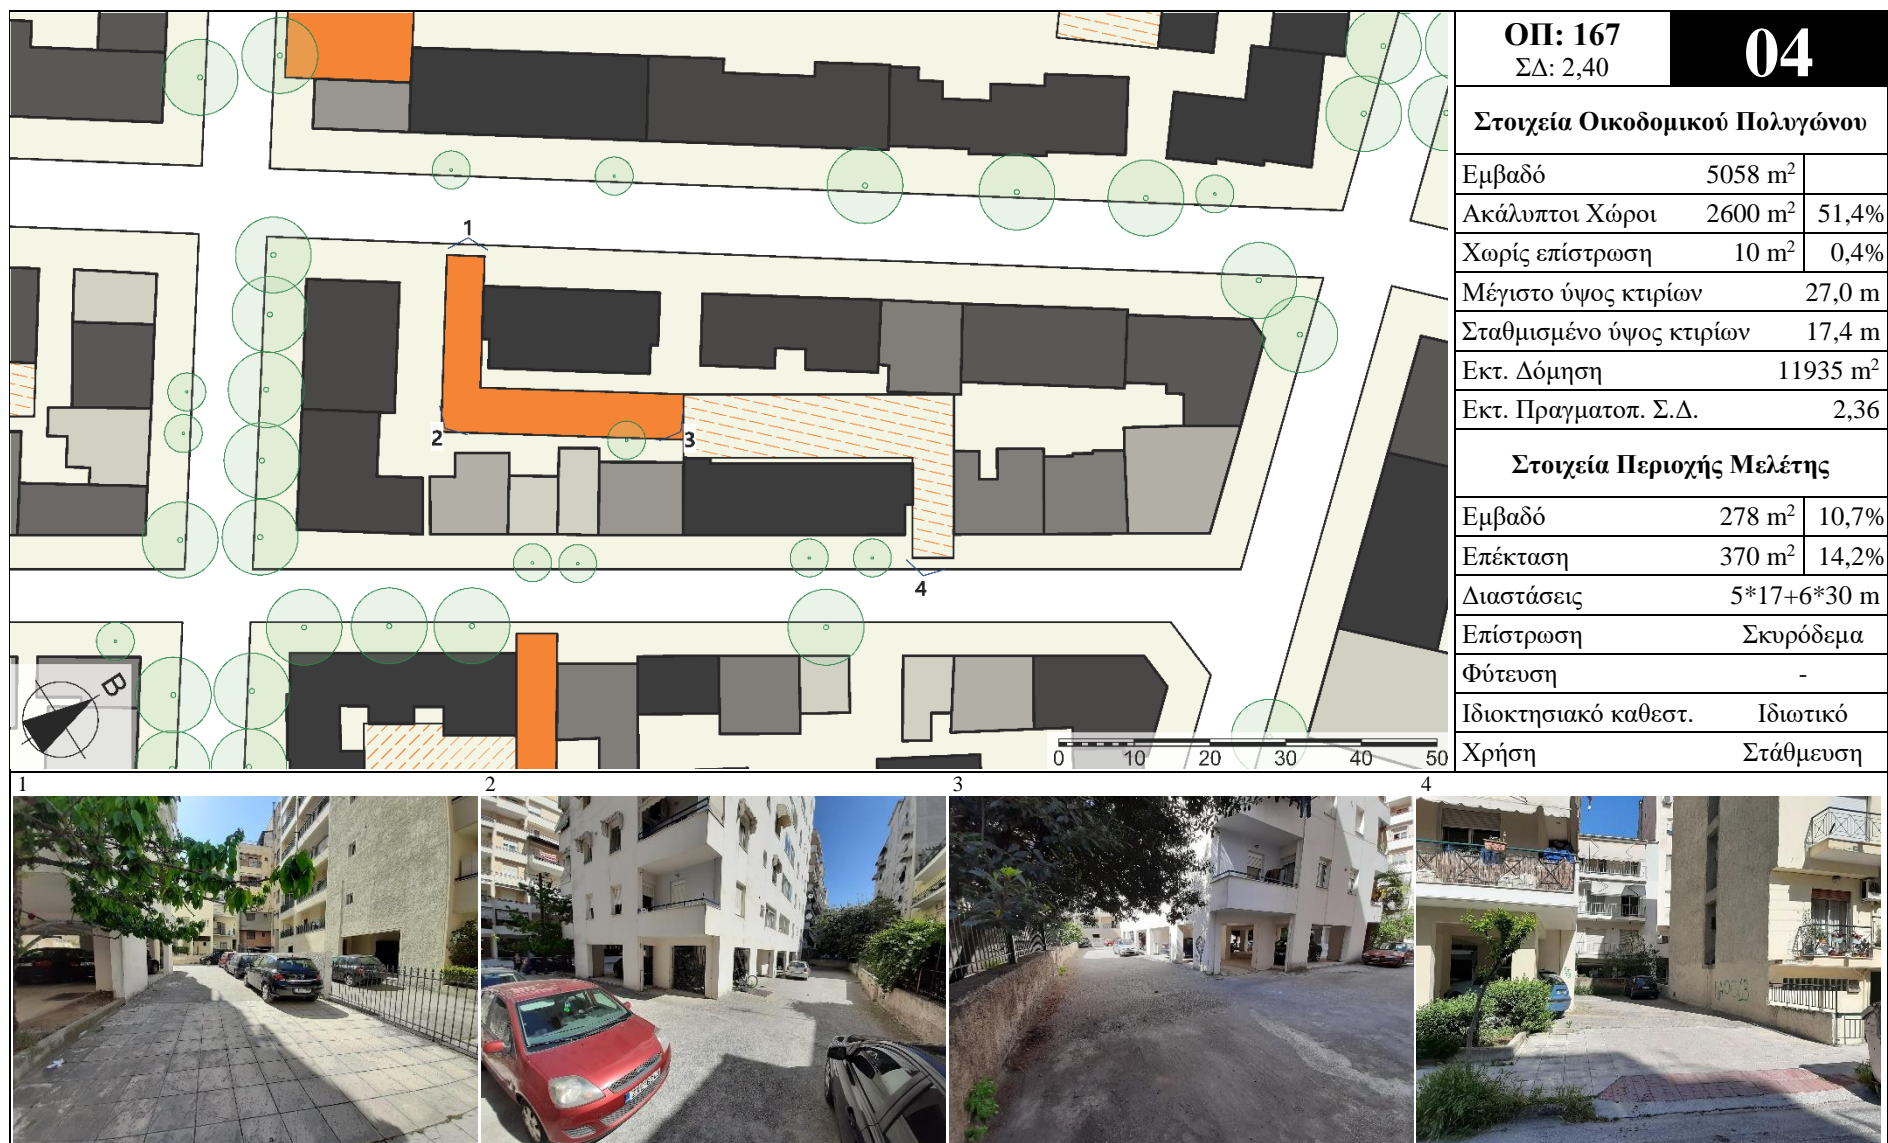 ΟΠ: 167
ΣΔ: 2,40
04
Στοιχεία Οικοδομικού Πολυγώνου
Εμβαδό 5058 m²
Ακάλυπτοι Χώροι 2600 m² 51,4%
Χωρίς επίστρωση 10 m² 0,4%
Μέγιστο ύψος κτιρίων 27,0 m
Σταθμισμένο ύψος κτιρίων 17,4 m
Εκτ. Δόμηση 11935 m²
Εκτ. Πραγματοπ. Σ.Δ. 2,36
Στοιχεία Περιοχής Μελέτης
Εμβαδό 278 m² 10,7%
Επέκταση 370 m² 14,2%
Διαστάσεις 5*17+6*30 m
Επίστρωση Σκυρόδεμα
Φύτευση -
Ιδιοκτησιακό καθεστ. Ιδιωτικό
Χρήση Στάθμευση
1
2
3
4
Β
0 10 20 30 40 50
1
2
3
4